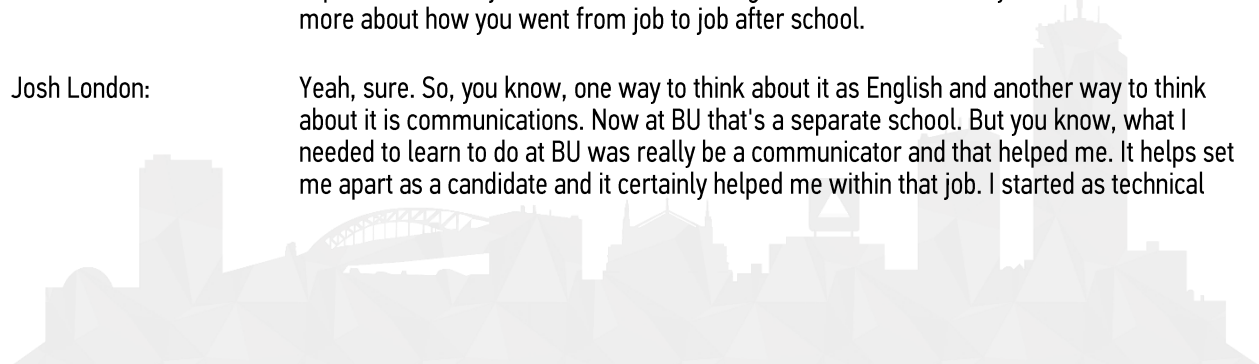 more about how you went from job to job after school.
Josh London: Yeah, sure. So, you know, one way to think about it as English and another way to think
about it is communications. Now at BU that's a separate school. But you know, what I
needed to learn to do at BU was really be a communicator and that helped me. It helps set
me apart as a candidate and it certainly helped me within that job. I started as technical